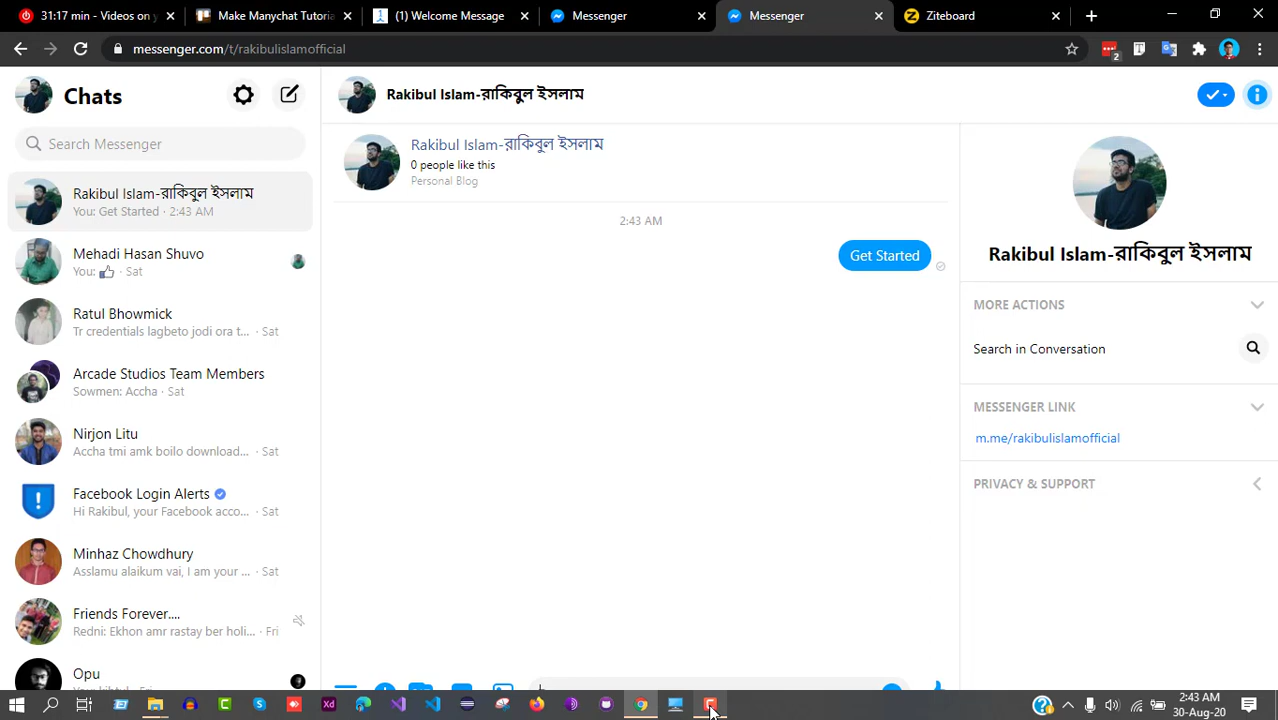 31:17 min - Videos on y
Make Manychat Tutoria
(1) Welcome Message
Messenger
Messenger
Ziteboard
messenger.com/t/rakibulislamofficial
2
Chats
Search Messenger
Rakibul Islam-রাকিবুল ইসলাম
You: Get Started · 2:43 AM
Mehadi Hasan Shuvo
You: · Sat
Ratul Bhowmick
Tr credentials lagbeto jodi ora t... · Sat
Arcade Studios Team Members
Sowmen: Accha · Sat
Nirjon Litu
Accha tmi amk boilo download... · Sat
Facebook Login Alerts
Hi Rakibul, your Facebook acco... · Sat
Minhaz Chowdhury
Asslamu alaikum vai, I am your ... · Sat
Friends Forever....
Redni: Ekhon amr rastay ber holi... · Fri
Opu
Rakibul Islam-রাকিবুল ইসলাম
Rakibul Islam-রাকিবুল ইসলাম
0 people like this
Personal Blog
2:43 AM
Get Started
Rakibul Islam-রাকিবুল ইসলাম
MORE ACTIONS
Search in Conversation
MESSENGER LINK
m.me/rakibulislamofficial
PRIVACY & SUPPORT
Xd
2:43 AM
30-Aug-20